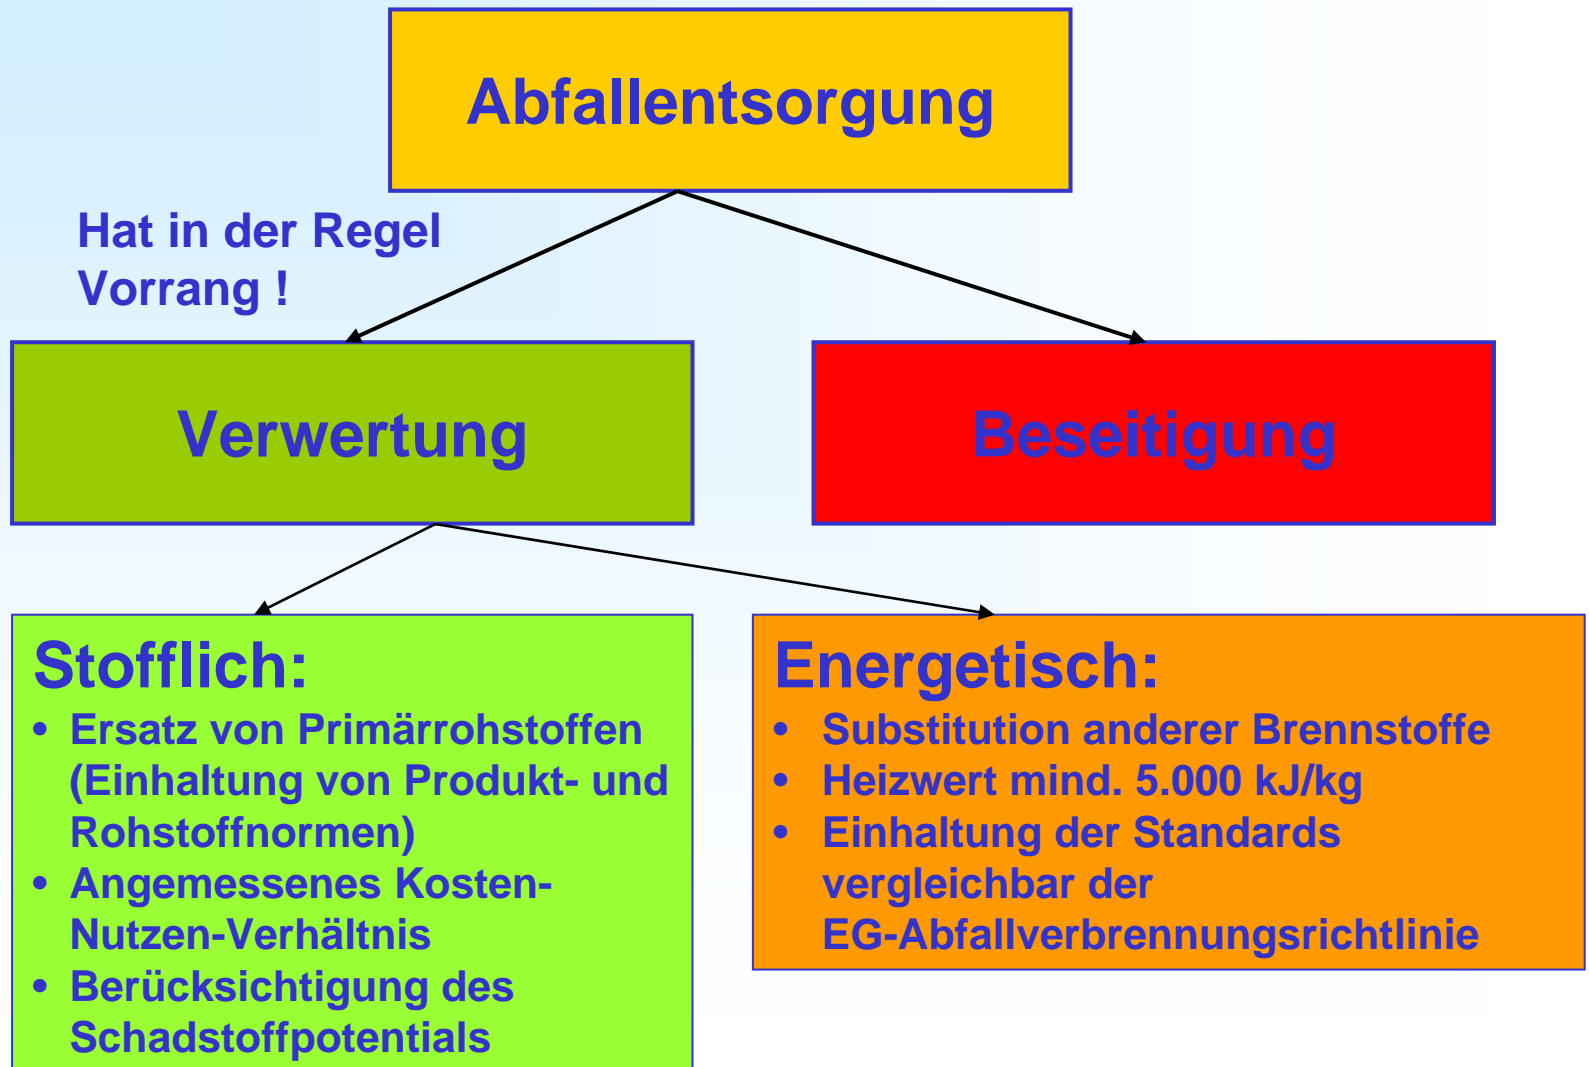 Abfallentsorgung
Hat in der Regel
Vorrang !
Verwertung
Beseitigung
Stofflich:
• Ersatz von Primärrohstoffen
(Einhaltung von Produkt- und
Rohstoffnormen)
• Angemessenes Kosten-
Nutzen-Verhältnis
• Berücksichtigung des
Schadstoffpotentials
Energetisch:
• Substitution anderer Brennstoffe
• Heizwert mind. 5.000 kJ/kg
• Einhaltung der Standards
vergleichbar der
EG-Abfallverbrennungsrichtlinie